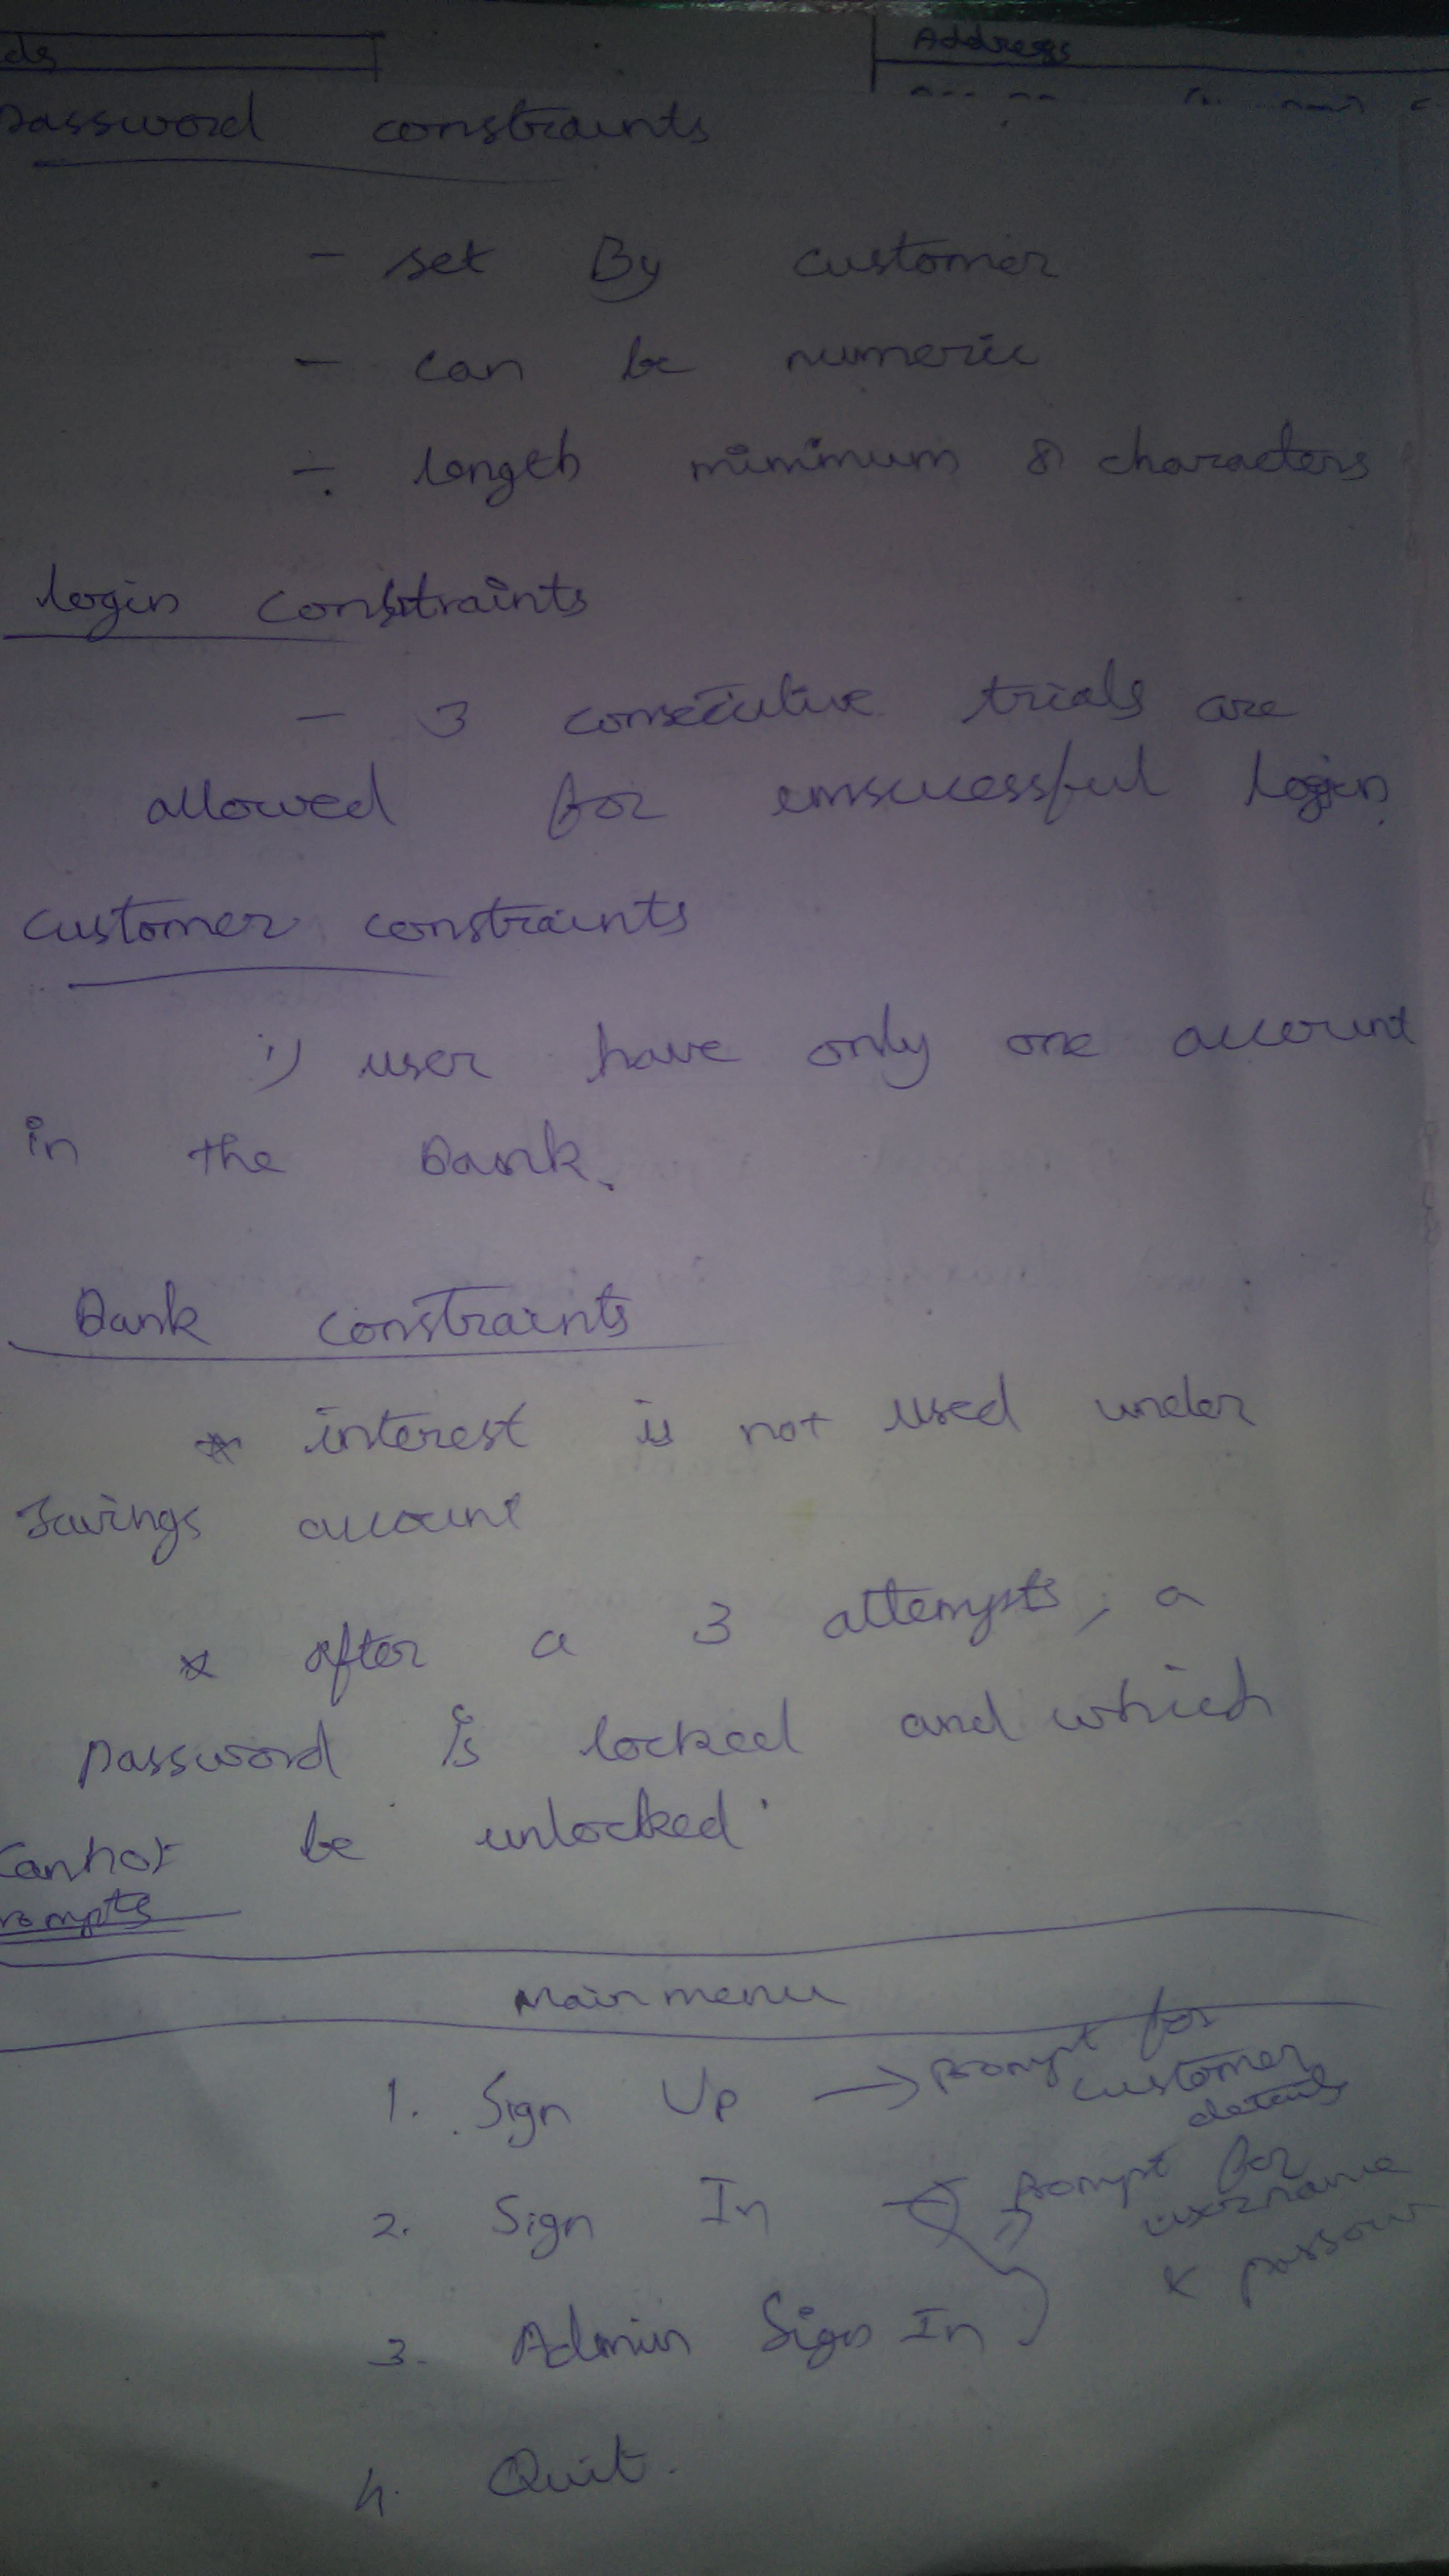 ds
Address
Password constraints
- set By customer
- can be numeric
- length minimum 8 characters
login constraints
- 3 consecutive trials are
allowed for unsucessful login.
customer constraints
i) user have only one account
in the bank.
Bank constraints
* interest is not used under
savings account
* after a 3 attempts, a
password is locked and which
cannot be unlocked.
rompts
Main menu
1. Sign Up → prompt for
customer
details
2. Sign In prompt for
username
& passour
3. Admin Sign In
4. Quit.